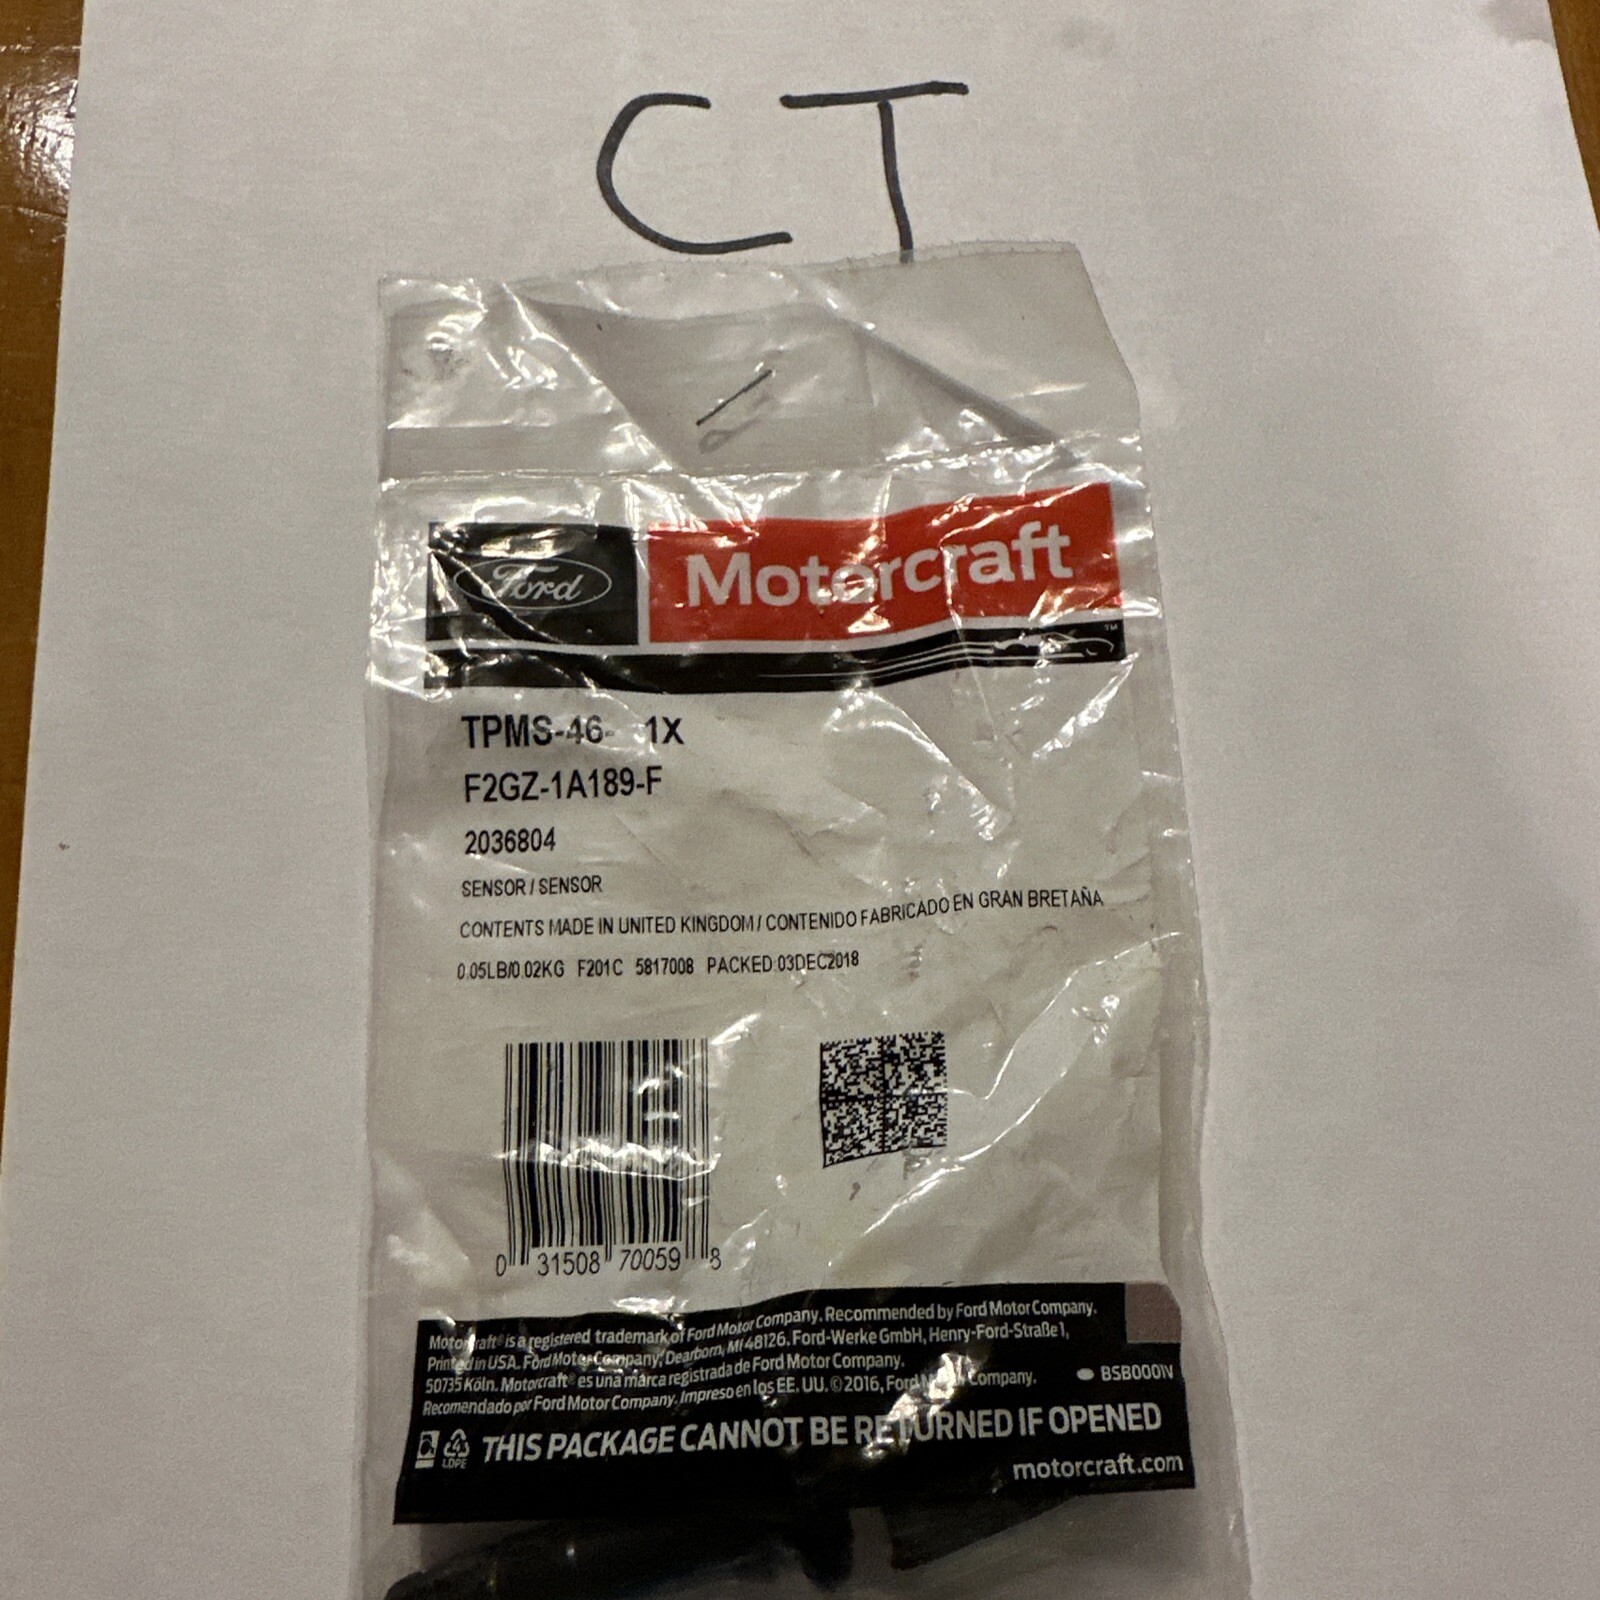 CT
Ford Motorcraft
TM
TPMS-46- 1X
F2GZ-1A189-F
2036804
SENSOR / SENSOR
CONTENTS MADE IN UNITED KINGDOM / CONTENIDO FABRICADO EN GRAN BRETAÑA
0.05LB/0.02KG F201C 5817008 PACKED:03DEC2018
0 31508 70059 8
Motorcraft® is a registered trademark of Ford Motor Company. Recommended by Ford Motor Company.
Printed in USA. Ford Motor Company, Dearborn, MI 48126. Ford-Werke GmbH, Henry-Ford-Straße 1,
50735 Köln. Motorcraft® es una marca registrada de Ford Motor Company.
Recomendado por Ford Motor Company. Impreso en los EE. UU. © 2016, Ford Motor Company.
BSB0001V
THIS PACKAGE CANNOT BE RETURNED IF OPENED
4
LDPE
motorcraft.com